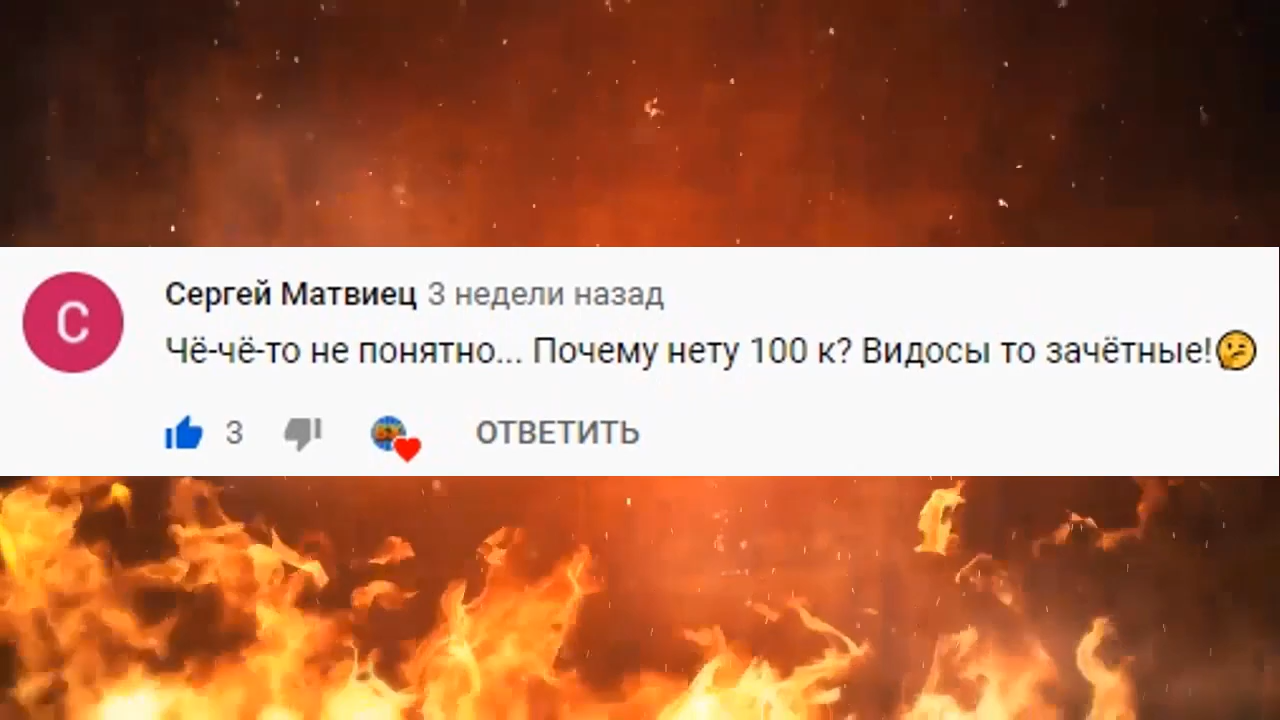 С
Сергей Матвиец 3 недели назад
Чё-чё-то не понятно... Почему нету 100 к? Видосы то зачётные!🤔
3
ОТВЕТИТЬ